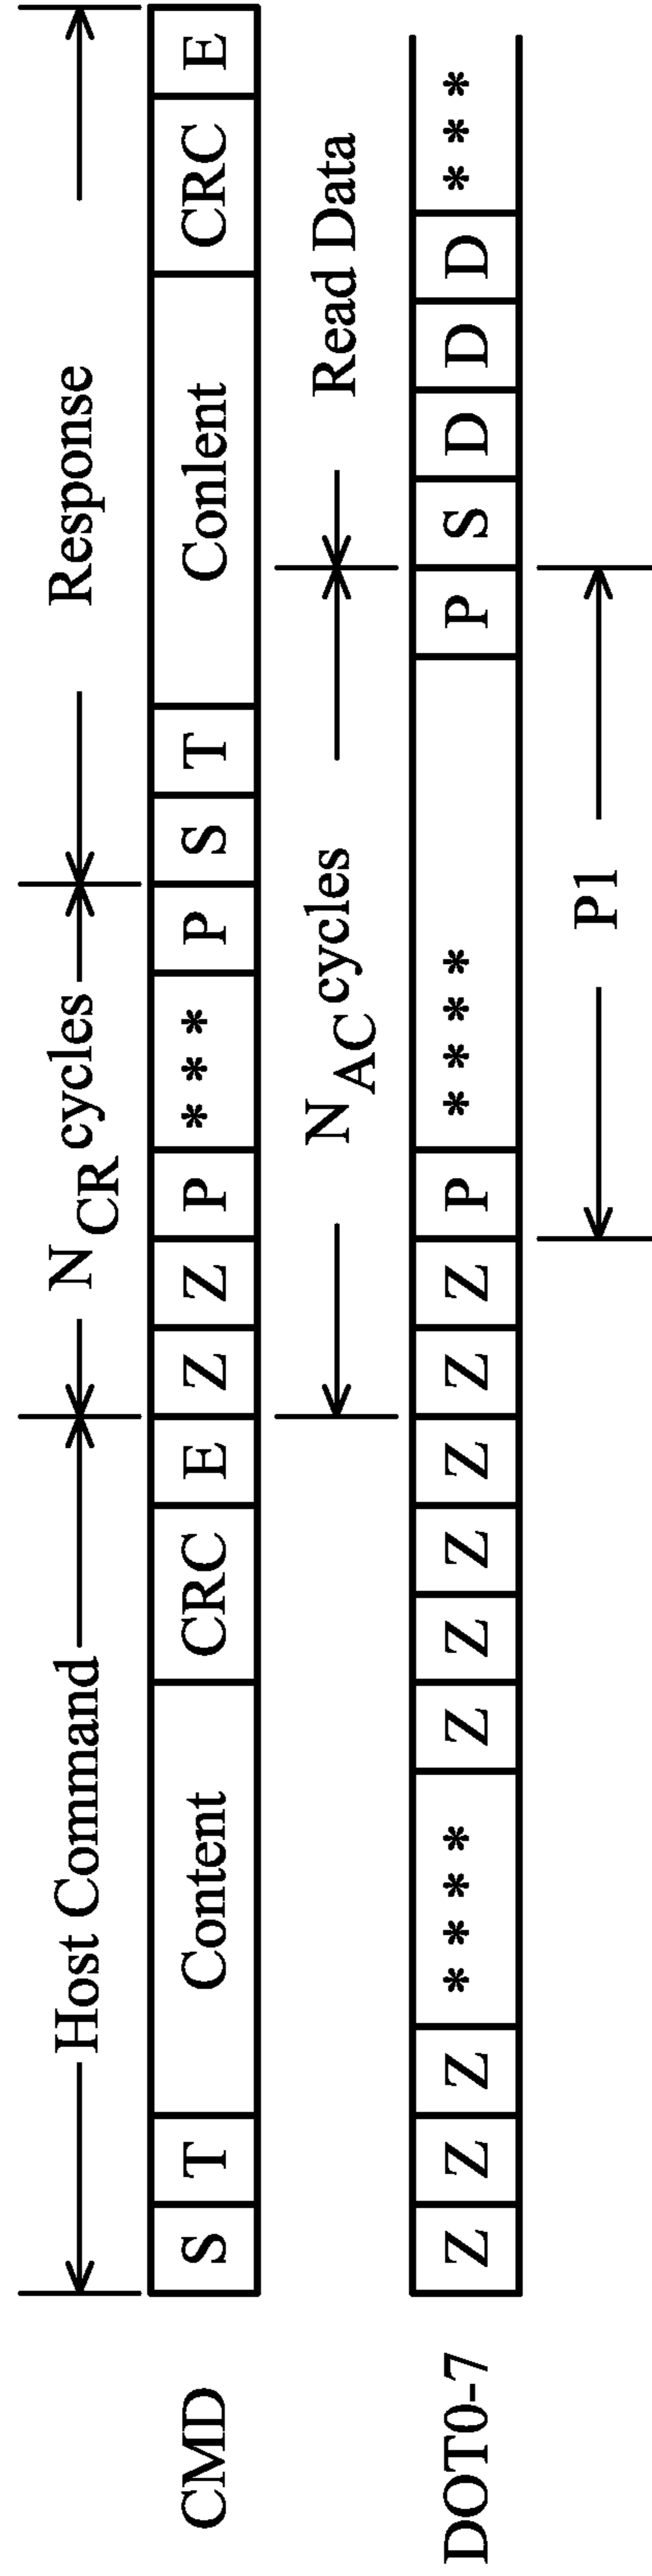 Host Command N CR cycles Response
CMD S T Content CRC E Z Z P * * * P S T Conlent CRC E
N AC cycles Read Data
DOT0-7 Z Z Z * * * * Z Z Z Z Z Z P * * * * P S D D D * * *
P1